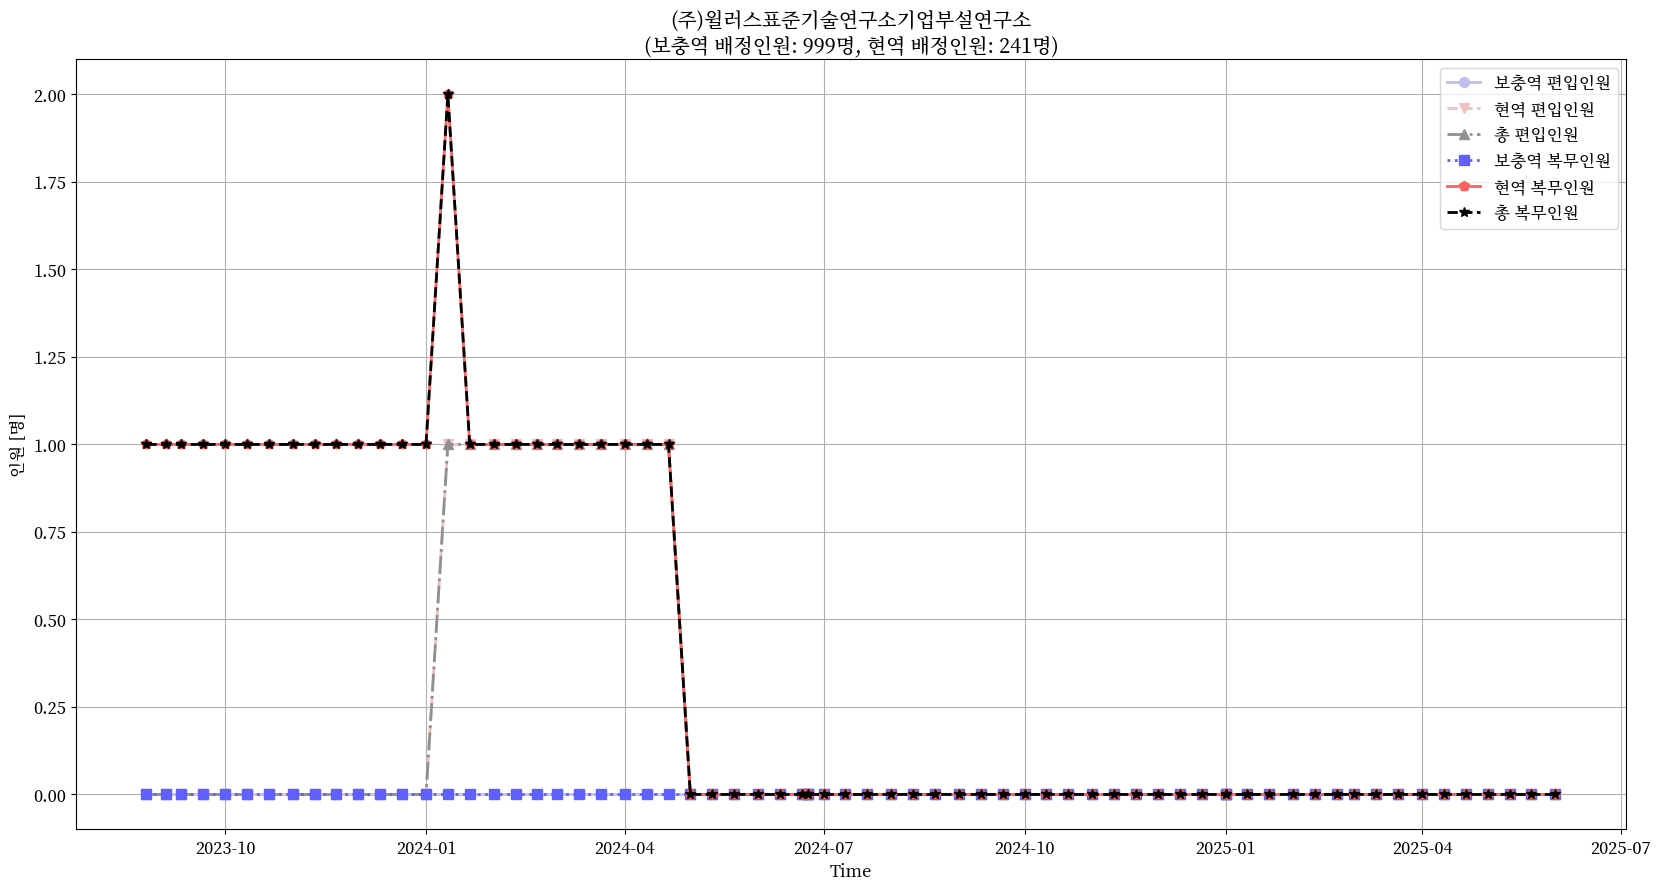 (주)윌러스표준기술연구소기업부설연구소
(보충역 배정인원: 999명, 현역 배정인원: 241명)
보충역 편입인원
현역 편입인원
총 편입인원
보충역 복무인원
현역 복무인원
총 복무인원
인원 [명]
2.00
1.75
1.50
1.25
1.00
0.75
0.50
0.25
0.00
2023-10
2024-01
2024-04
2024-07
2024-10
2025-01
2025-04
2025-07
Time